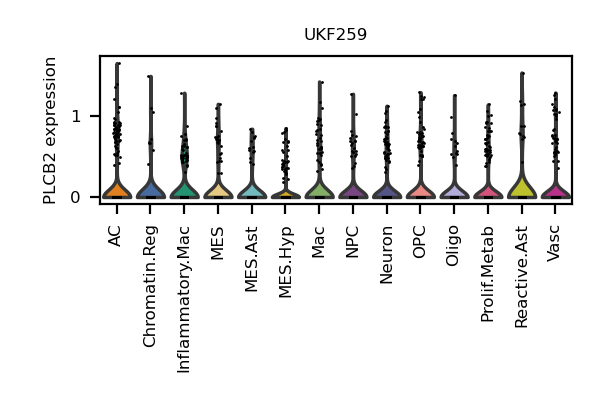 UKF259
PLCB2 expression
1
0
AC
Chromatin.Reg
Inflammatory.Mac
MES
MES.Ast
MES.Hyp
Mac
NPC
Neuron
OPC
Oligo
Prolif.Metab
Reactive.Ast
Vasc